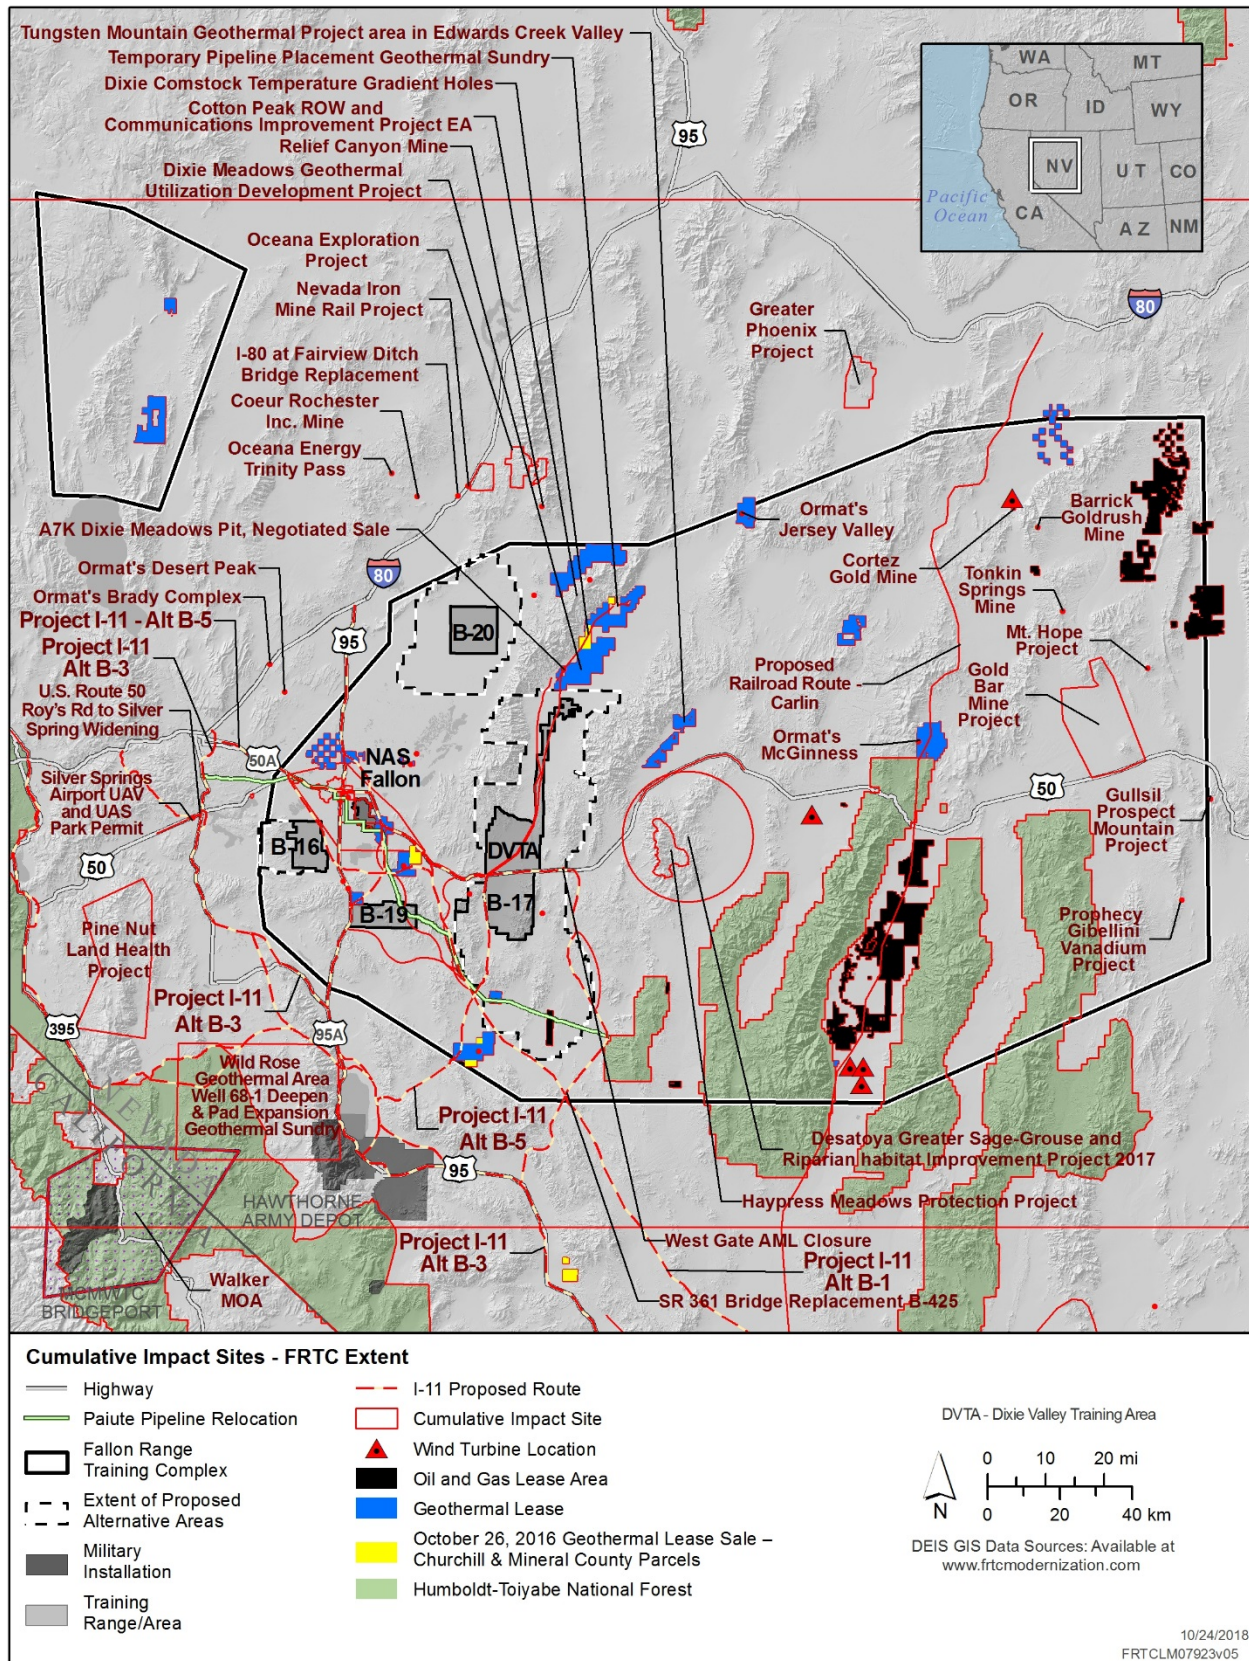 Tungsten Mountain Geothermal Project area in Edwards Creek Valley
Temporary Pipeline Placement Geothermal Sundry
Dixie Comstock Temperature Gradient Holes
Cotton Peak ROW and
Communications Improvement Project EA
Relief Canyon Mine
Dixie Meadows Geothermal
Utilization Development Project
Oceana Exploration
Project
Nevada Iron
Mine Rail Project
I-80 at Fairview Ditch
Bridge Replacement
Coeur Rochester
Inc. Mine
Oceana Energy
Trinity Pass
A7K Dixie Meadows Pit, Negotiated Sale
Ormat's Desert Peak
Ormat's Brady Complex
Project I-11 - Alt B-5
Project I-11
Alt B-3
U.S. Route 50
Roy's Rd to Silver
Spring Widening
Silver Springs
Airport UAV
and UAS
Park Permit
Pine Nut
Land Health
Project
Project I-11
Alt B-3
Wild Rose
Geothermal Area
Well 68-1 Deepen
& Pad Expansion
Geothermal Sundry
95
80
80
95
50A
50
50
395
95A
95
WA
MT
OR
ID
WY
NV
UT
CO
CA
AZ
NM
Pacific
Ocean
Greater
Phoenix
Project
Ormat's
Jersey Valley
Cortez
Gold Mine
Barrick
Goldrush
Mine
Tonkin
Springs
Mine
Mt. Hope
Project
Gold
Bar
Mine
Project
Proposed
Railroad Route -
Carlin
Ormat's
McGinness
Gullsil
Prospect
Mountain
Project
Prophecy
Gibellini
Vanadium
Project
B-20
NAS
Fallon
B-16
B-19
DVTA
B-17
Project I-11
Alt B-5
Desatoya Greater Sage-Grouse and
Riparian habitat Improvement Project 2017
Haypress Meadows Protection Project
West Gate AML Closure
Project I-11
Alt B-1
SR 361 Bridge Replacement B-425
Project I-11
Alt B-3
NEVADA
CALIFORNIA
HAWTHORNE
ARMY DEPOT
Walker
MOA
MCMWTC
BRIDGEPORT
Cumulative Impact Sites - FRTC Extent
Highway
Paiute Pipeline Relocation
Fallon Range
Training Complex
Extent of Proposed
Alternative Areas
Military
Installation
Training
Range/Area
I-11 Proposed Route
Cumulative Impact Site
Wind Turbine Location
Oil and Gas Lease Area
Geothermal Lease
October 26, 2016 Geothermal Lease Sale –
Churchill & Mineral County Parcels
Humboldt-Toiyabe National Forest
DVTA - Dixie Valley Training Area
N
0 10 20 mi
0 20 40 km
DEIS GIS Data Sources: Available at
www.frtcmodernization.com
10/24/2018
FRTCLM07923v05